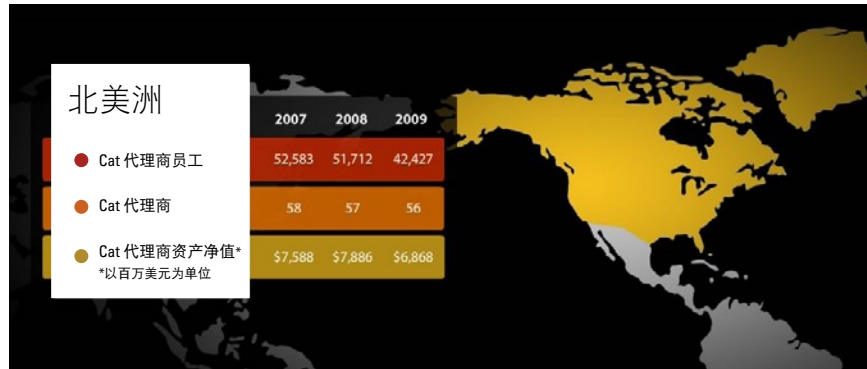 北美洲
2007 2008 2009
Cat 代理商员工 52,583 51,712 42,427
Cat 代理商 58 57 56
Cat 代理商资产净值* $7,588 $7,886 $6,868
*以百万美元为单位